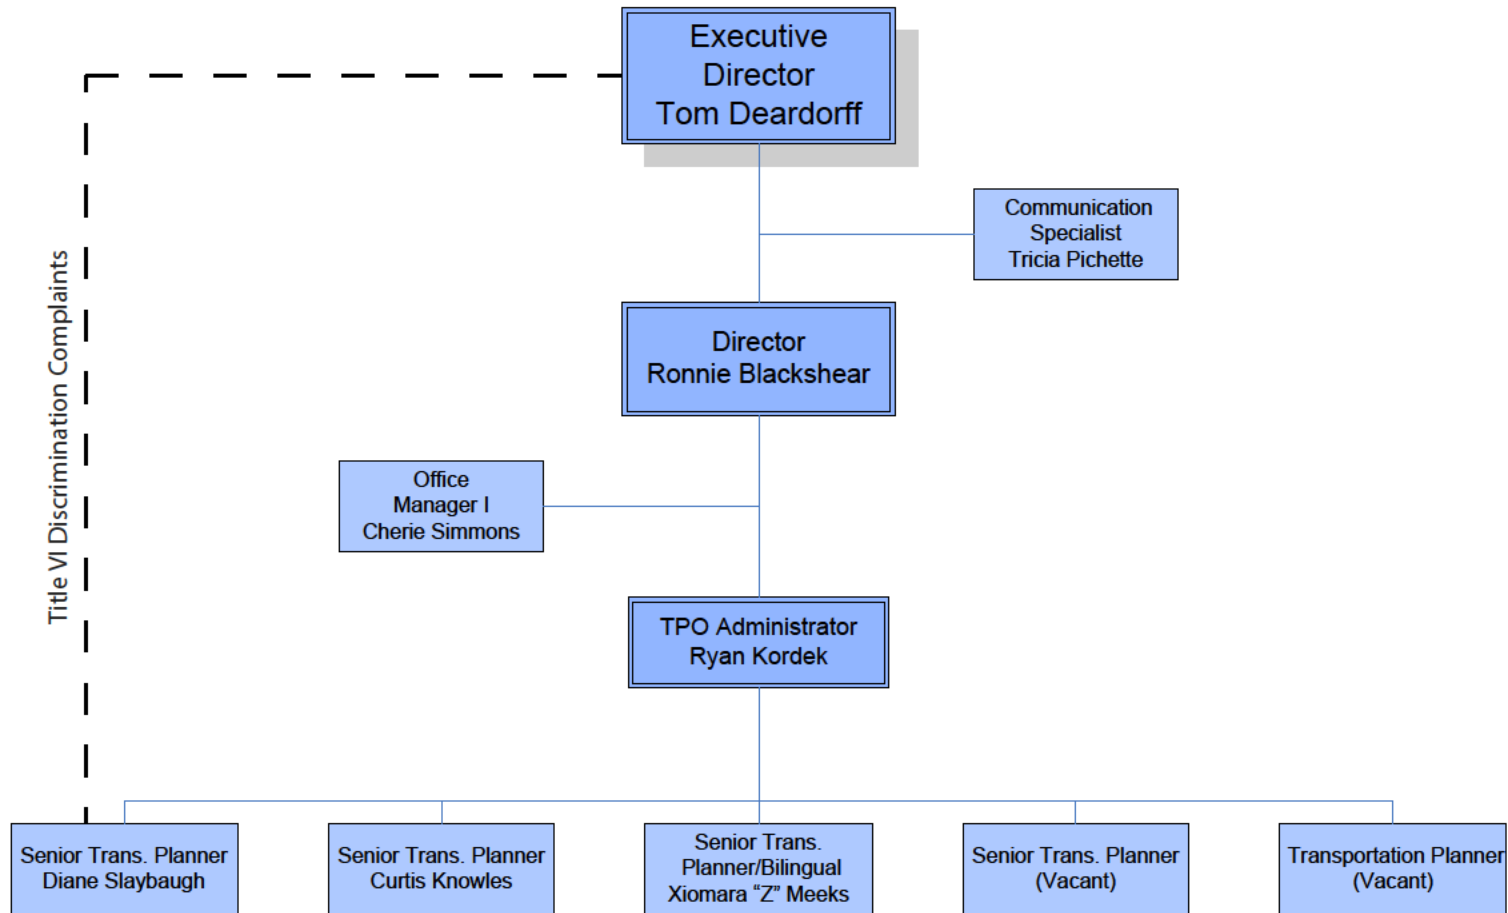 Executive
Director
Tom Deardorff
Communication
Specialist
Tricia Pichette
Title VI Discrimination Complaints
Director
Ronnie Blackshear
Office
Manager I
Cherie Simmons
TPO Administrator
Ryan Kordek
Senior Trans. Planner
Diane Slaybaugh
Senior Trans. Planner
Curtis Knowles
Senior Trans.
Planner/Bilingual
Xiomara “Z” Meeks
Senior Trans. Planner
(Vacant)
Transportation Planner
(Vacant)